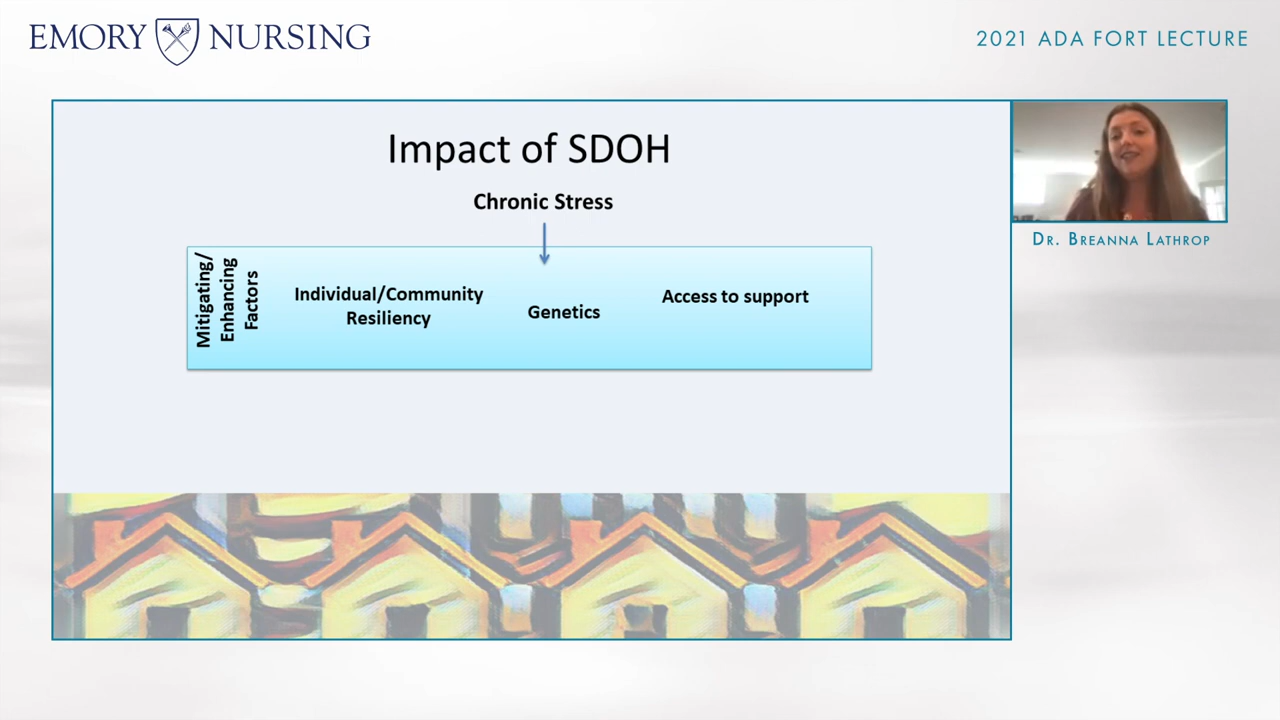 EMORY NURSING
2021 ADA FORT LECTURE
Impact of SDOH
Chronic Stress
Mitigating/
Enhancing
Factors
Individual/Community
Resiliency
Genetics
Access to support
DR. BREANNA LATHROP